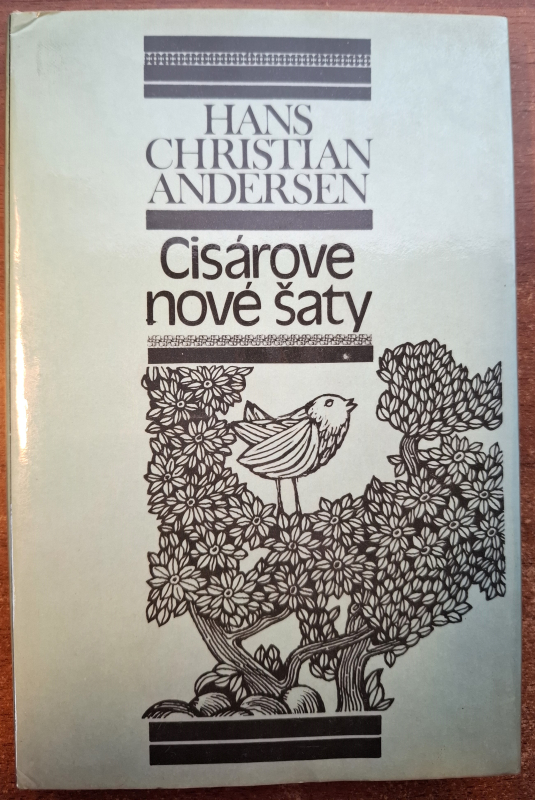 HANS
CHRISTIAN
ANDERSEN
Cisárove
nové šaty